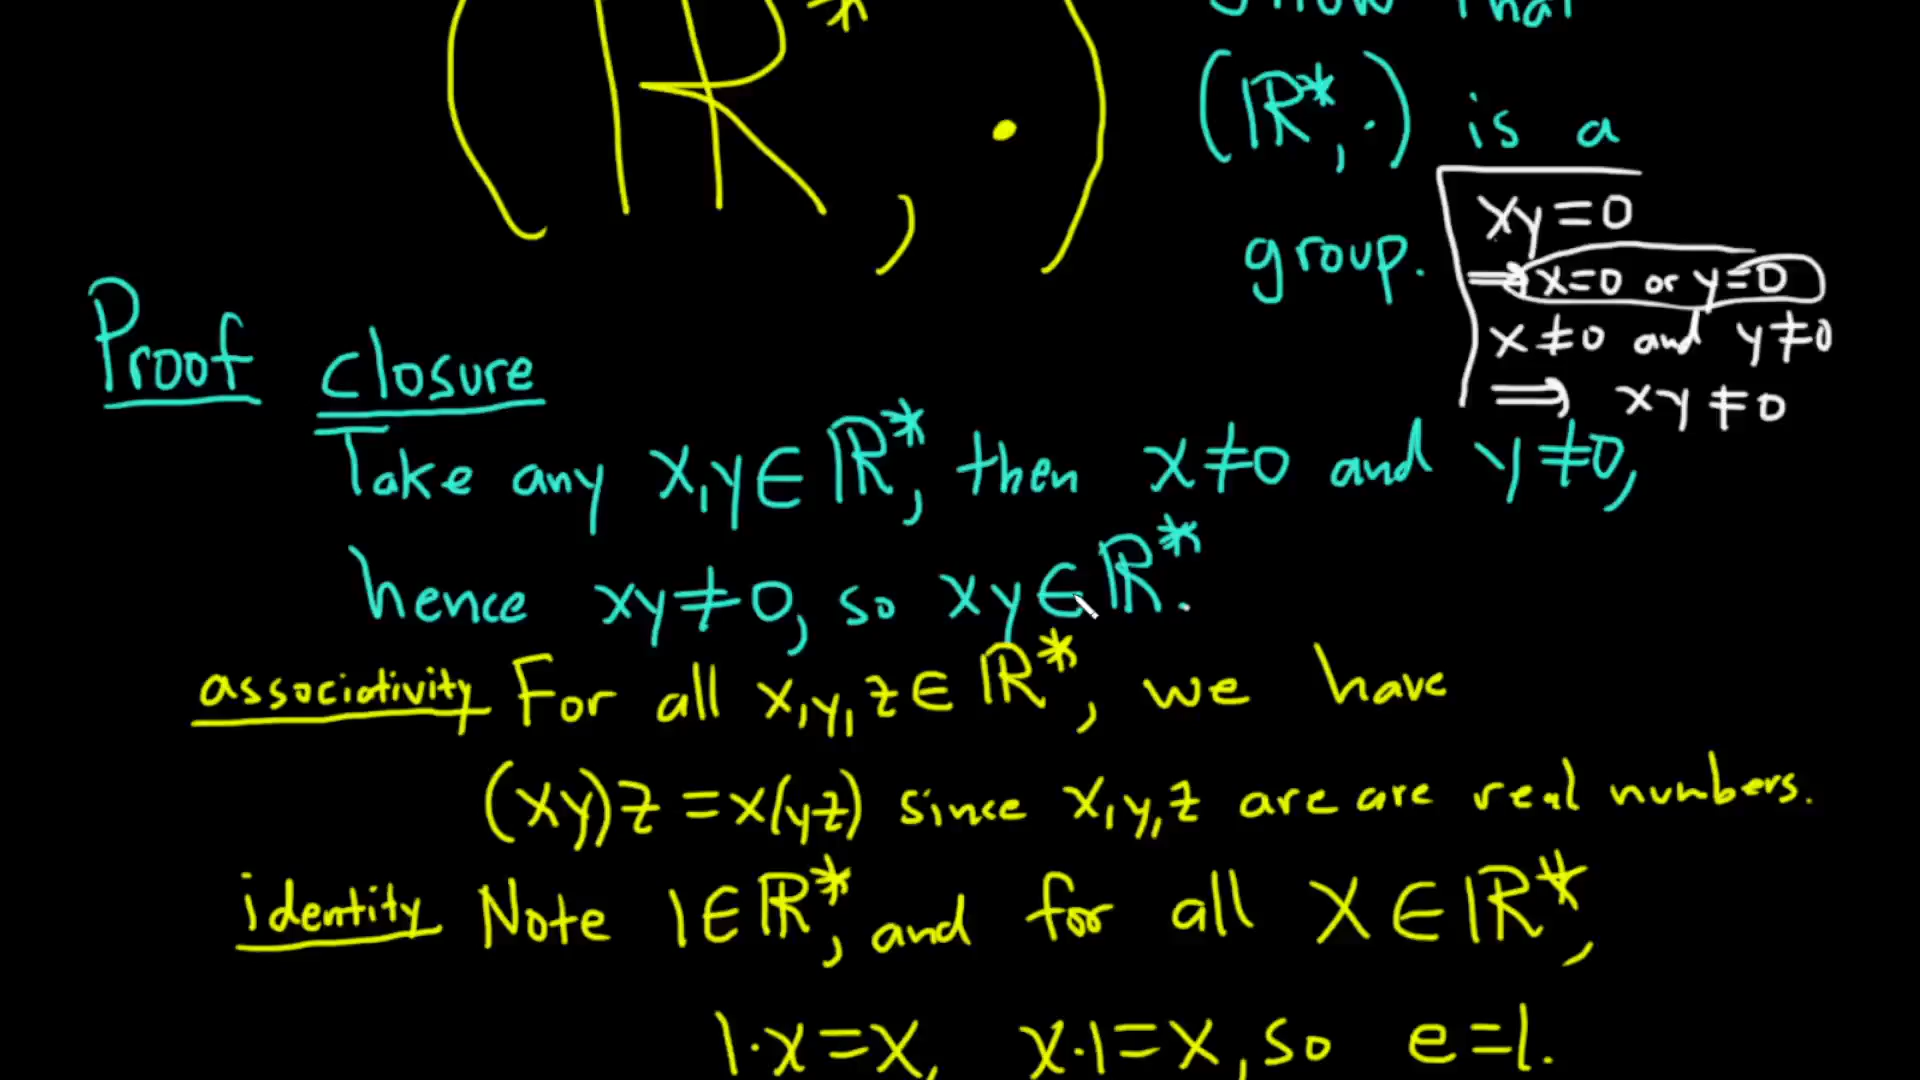 (ℝ*, ·)
Show that
(ℝ*, ·) is a
group.
xy=0
⟹ x=0 or y=0
x≠0 and y≠0
⟹ xy≠0
Proof closure
Take any x,y∈ℝ*, then x≠0 and y≠0,
hence xy≠0, so xy∈ℝ*.
associativity For all x,y,z∈ℝ*, we have
(xy)z=x(yz) since x,y,z are are real numbers.
identity Note 1∈ℝ*, and for all x∈ℝ*,
1·x=x, x·1=x, so e=1.